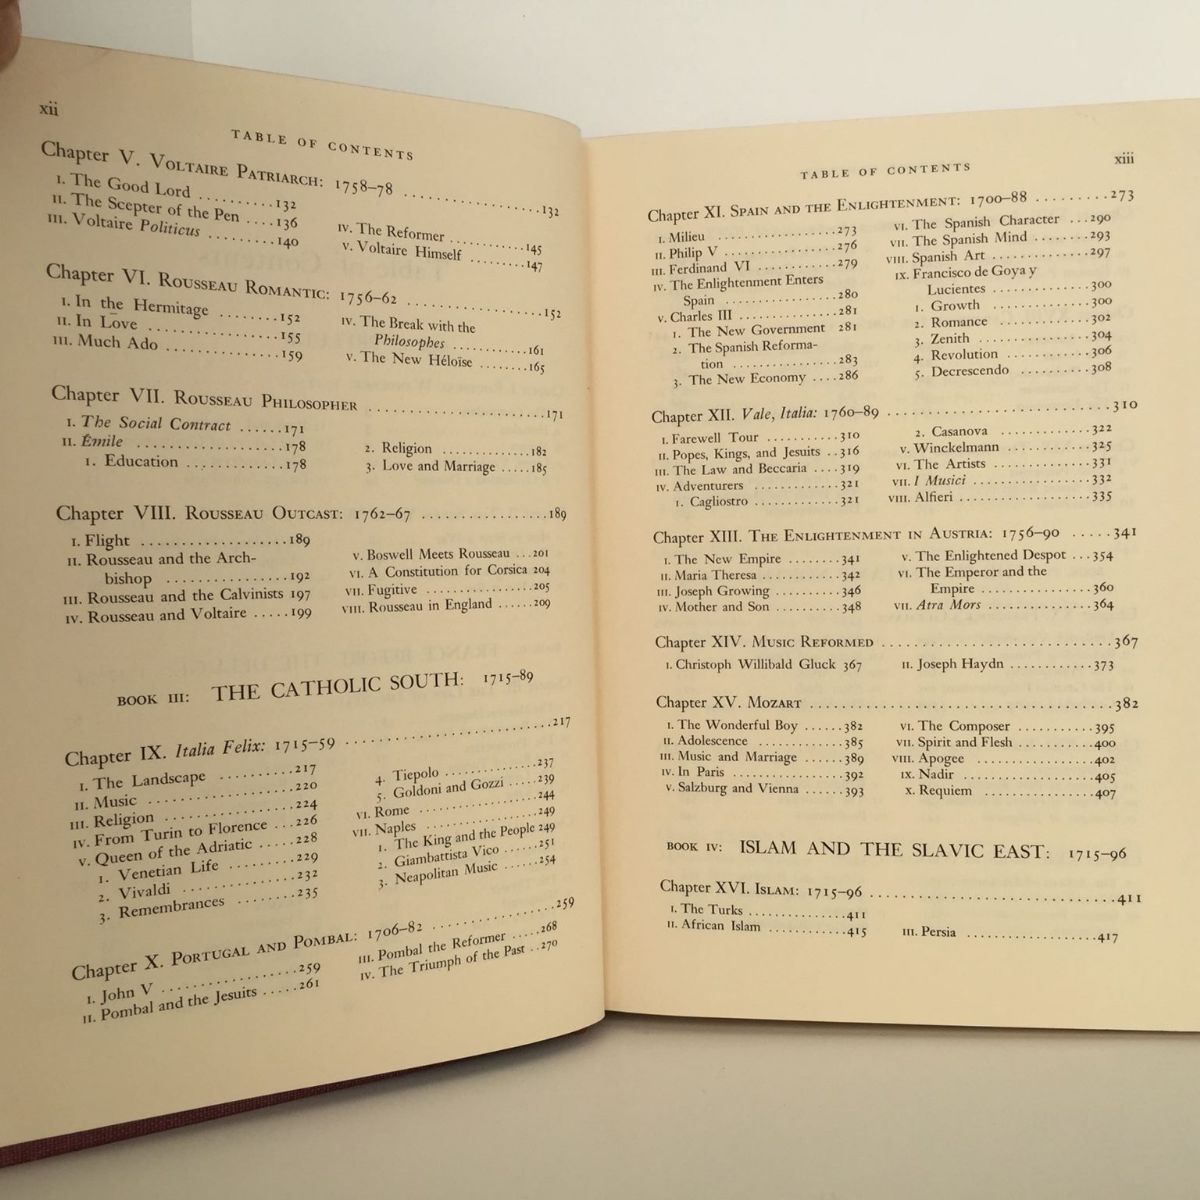 xii
TABLE OF CONTENTS
Chapter V. VOLTAIRE PATRIARCH: 1758–78 ..................132
I. The Good Lord ..........132
II. The Scepter of the Pen ....136
III. Voltaire Politicus .........140
IV. The Reformer ..........145
V. Voltaire Himself ........147
Chapter VI. ROUSSEAU ROMANTIC: 1756–62 ..................152
I. In the Hermitage ........152
II. In Love ................155
III. Much Ado ..............159
IV. The Break with the
Philosophes ............161
V. The New Héloïse ........165
Chapter VII. ROUSSEAU PHILOSOPHER ........................171
I. The Social Contract ......171
II. Émile .................178
1. Education .............178
2. Religion .............182
3. Love and Marriage .....185
Chapter VIII. ROUSSEAU OUTCAST: 1762–67 .................189
I. Flight .................189
II. Rousseau and the Arch-
bishop ................192
III. Rousseau and the Calvinists 197
IV. Rousseau and Voltaire .....199
V. Boswell Meets Rousseau ...201
VI. A Constitution for Corsica 204
VII. Fugitive ...............205
VIII. Rousseau in England ......209
BOOK III: THE CATHOLIC SOUTH: 1715–89
Chapter IX. Italia Felix: 1715–59 ..........................217
I. The Landscape ..........217
II. Music .................220
III. Religion ................224
IV. From Turin to Florence ...226
V. Queen of the Adriatic .....228
1. Venetian Life .........229
2. Vivaldi ..............232
3. Remembrances ........235
4. Tiepolo .............237
5. Goldoni and Gozzi .....239
VI. Rome .................244
VII. Naples ................249
1. The King and the People 249
2. Giambattista Vico ......251
3. Neapolitan Music ......254
Chapter X. PORTUGAL AND POMBAL: 1706–82 ................259
I. John V .................259
II. Pombal and the Jesuits .....261
III. Pombal the Reformer .....268
IV. The Triumph of the Past ..270
xiii
TABLE OF CONTENTS
Chapter XI. SPAIN AND THE ENLIGHTENMENT: 1700–88 .........273
I. Milieu ................273
II. Philip V ...............276
III. Ferdinand VI ...........279
IV. The Enlightenment Enters
Spain ................280
V. Charles III .............281
1. The New Government 281
2. The Spanish Reforma-
tion ...............283
3. The New Economy ....286
VI. The Spanish Character ...290
VII. The Spanish Mind ........293
VIII. Spanish Art ............297
IX. Francisco de Goya y
Lucientes .............300
1. Growth .............300
2. Romance ............302
3. Zenith ..............304
4. Revolution ..........306
5. Decrescendo .........308
Chapter XII. Vale, Italia: 1760–89 .........................310
I. Farewell Tour ..........310
II. Popes, Kings, and Jesuits ..316
III. The Law and Beccaria ...319
IV. Adventurers ............321
1. Cagliostro ...........321
2. Casanova ............322
V. Winckelmann ..........325
VI. The Artists ............331
VII. I Musici ..............332
VIII. Alfieri ................335
Chapter XIII. THE ENLIGHTENMENT IN AUSTRIA: 1756–90 .....341
I. The New Empire ........341
II. Maria Theresa ...........342
III. Joseph Growing .........346
IV. Mother and Son ........348
V. The Enlightened Despot ...354
VI. The Emperor and the
Empire ...............360
VII. Atra Mors .............364
Chapter XIV. MUSIC REFORMED ...........................367
I. Christoph Willibald Gluck 367
II. Joseph Haydn ...........373
Chapter XV. MOZART ...................................382
I. The Wonderful Boy ......382
II. Adolescence ............385
III. Music and Marriage ......389
IV. In Paris ...............392
V. Salzburg and Vienna ......393
VI. The Composer ..........395
VII. Spirit and Flesh .........400
VIII. Apogee ...............402
IX. Nadir .................405
X. Requiem ..............407
BOOK IV: ISLAM AND THE SLAVIC EAST: 1715–96
Chapter XVI. ISLAM: 1715–96 ............................411
I. The Turks .............411
II. African Islam ...........415
III. Persia .................417